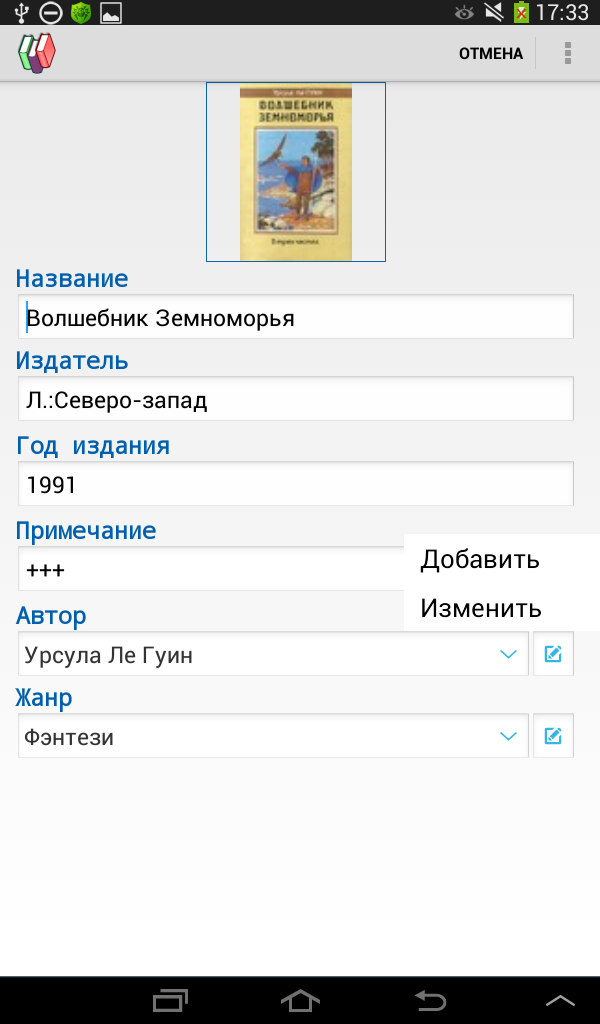 17:33
ОТМЕНА
Урсула Ле Гуин
ВОЛШЕБНИК
ЗЕМНОМОРЬЯ
Название
Волшебник Земноморья
Издатель
Л.:Северо-запад
Год издания
1991
Примечание
+++
Добавить
Изменить
Автор
Урсула Ле Гуин
Жанр
Фэнтези